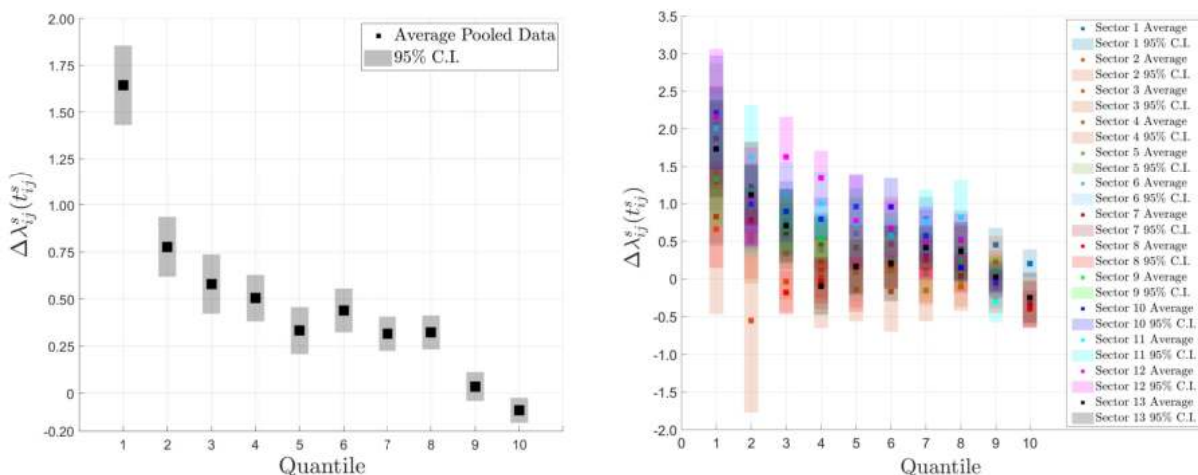 2.00
1.75
1.50
1.25
1.00
0.75
0.50
0.25
0
-0.20
Δλ^s_ij(t^s_ij)
Average Pooled Data
95% C.I.
1 2 3 4 5 6 7 8 9 10
Quantile
3.5
3.0
2.5
2.0
1.5
1.0
0.5
0
-0.5
-1.0
-1.5
-2.0
Δλ^s_ij(t^s_ij)
0 1 2 3 4 5 6 7 8 9 10
Quantile
Sector 1 Average
Sector 1 95% C.I.
Sector 2 Average
Sector 2 95% C.I.
Sector 3 Average
Sector 3 95% C.I.
Sector 4 Average
Sector 4 95% C.I.
Sector 5 Average
Sector 5 95% C.I.
Sector 6 Average
Sector 6 95% C.I.
Sector 7 Average
Sector 7 95% C.I.
Sector 8 Average
Sector 8 95% C.I.
Sector 9 Average
Sector 9 95% C.I.
Sector 10 Average
Sector 10 95% C.I.
Sector 11 Average
Sector 11 95% C.I.
Sector 12 Average
Sector 12 95% C.I.
Sector 13 Average
Sector 13 95% C.I.